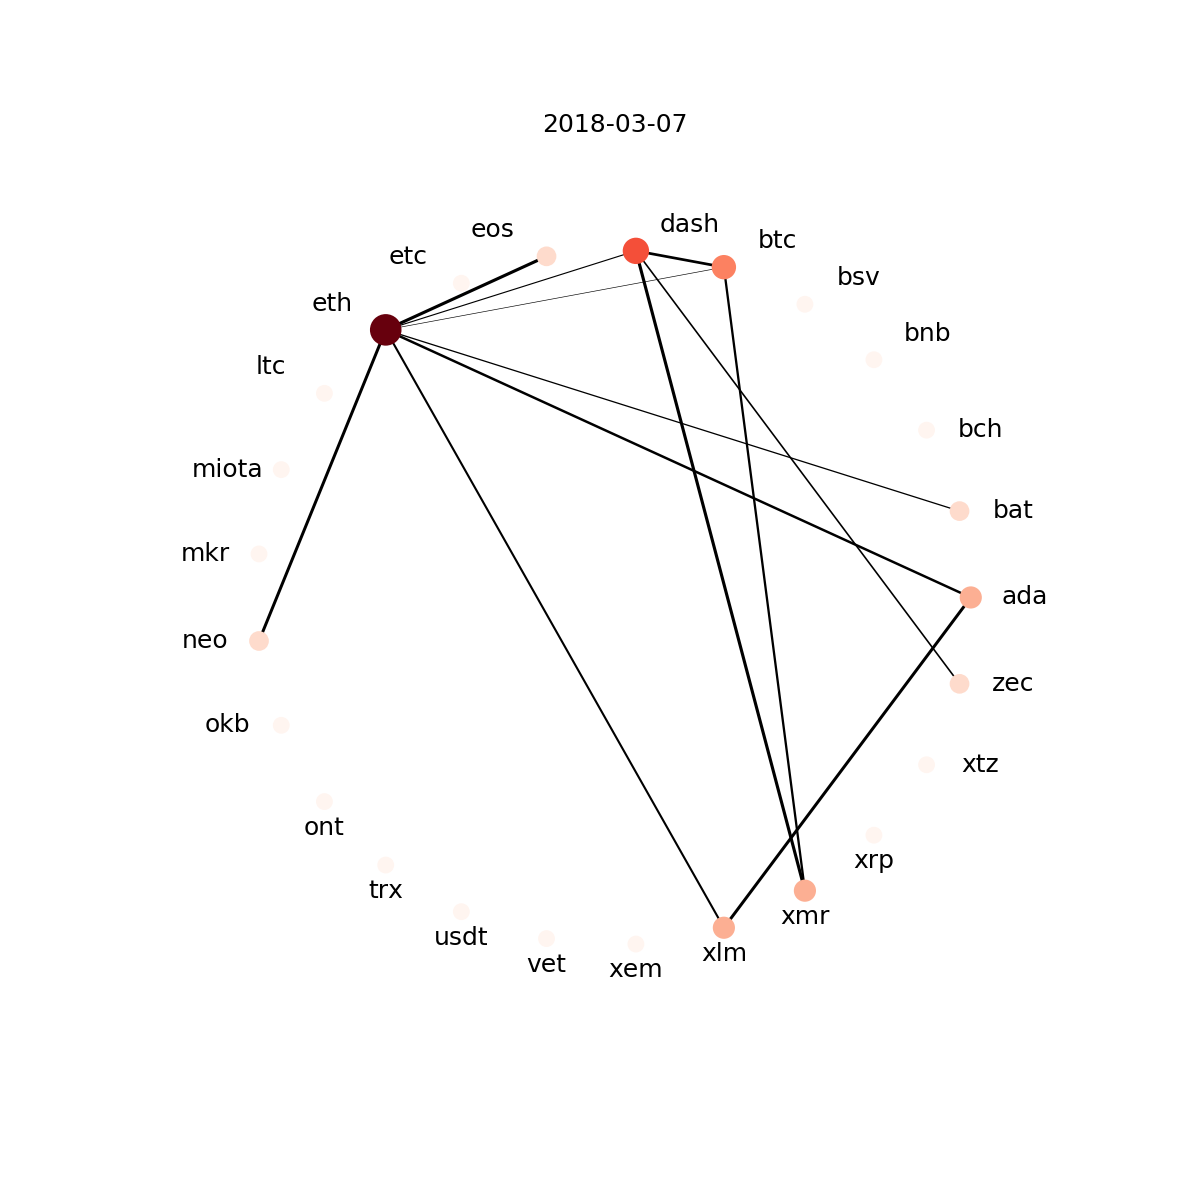 2018-03-07
dash
eos
btc
etc
bsv
eth
bnb
ltc
bch
miota
bat
mkr
ada
neo
zec
okb
xtz
ont
xrp
trx
xmr
usdt
xlm
vet
xem